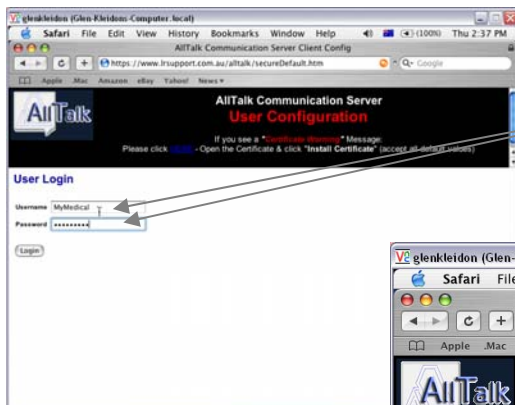 glenkleidon (Glen-Kleidons-Computer.local)
Safari File Edit View History Bookmarks Window Help (100%) Thu 2:37 PM
AllTalk Communication Server Client Config
https://www.lrsupport.com.au/alltalk/secureDefault.htm
Q- Google
Apple .Mac Amazon eBay Yahoo! News
AllTalk
AllTalk Communication Server
User Configuration
If you see a "Certificate Warning" Message:
Please click - Open the Certificate & click "Install Certificate" (accept all default values)
User Login
Username MyMedical
Password •••••••••
Login
glenkleidon (Glen-
Safari File
Apple .Mac
AllTalk